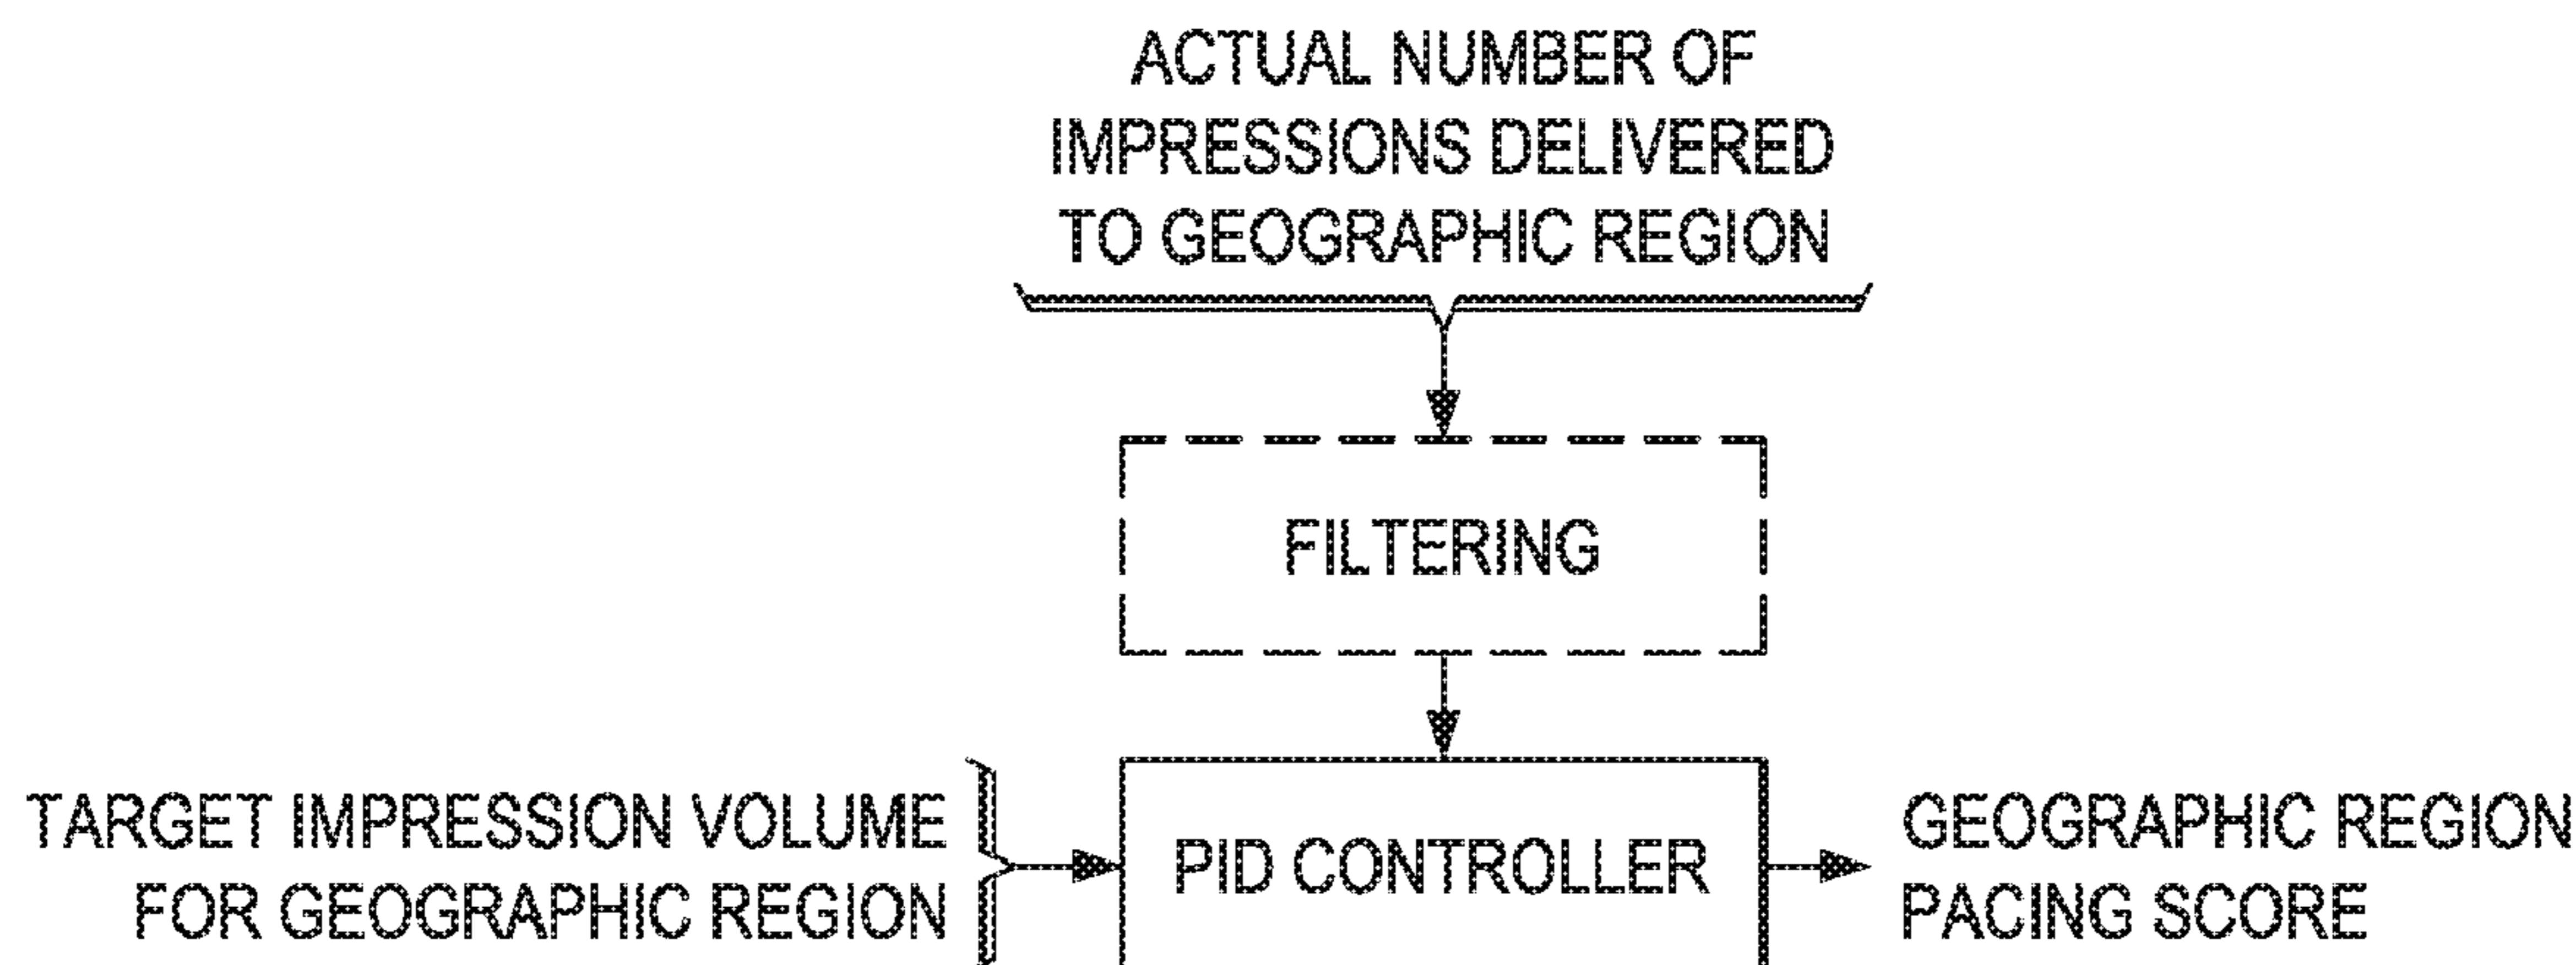 ACTUAL NUMBER OF
IMPRESSIONS DELIVERED
TO GEOGRAPHIC REGION
FILTERING
TARGET IMPRESSION VOLUME
FOR GEOGRAPHIC REGION
PID CONTROLLER
GEOGRAPHIC REGION
PACING SCORE